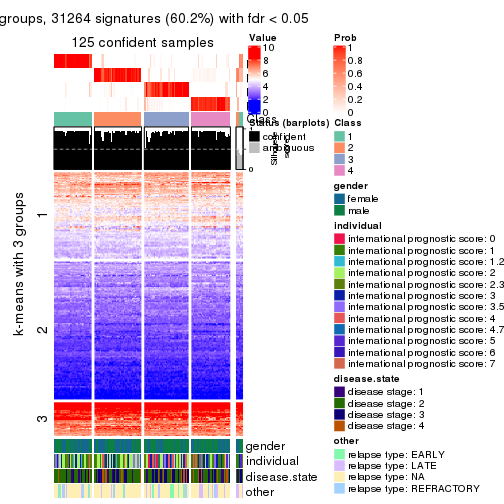 groups, 31264 signatures (60.2%) with fdr < 0.05
125 confident samples
Value
10
8
6
4
2
0
Prob
1
0.8
0.6
0.4
0.2
0
Class
Status (barplots)
confident
ambiguous
Silhouette
score
0
Class
1
2
3
4
gender
female
male
individual
international prognostic score: 0
international prognostic score: 1
international prognostic score: 1.2
international prognostic score: 2
international prognostic score: 2.3
international prognostic score: 3
international prognostic score: 3.5
international prognostic score: 4
international prognostic score: 4.7
international prognostic score: 5
international prognostic score: 6
international prognostic score: 7
disease.state
disease stage: 1
disease stage: 2
disease stage: 3
disease stage: 4
other
relapse type: EARLY
relapse type: LATE
relapse type: NA
relapse type: REFRACTORY
k-means with 3 groups
1
2
3
gender
individual
disease.state
other